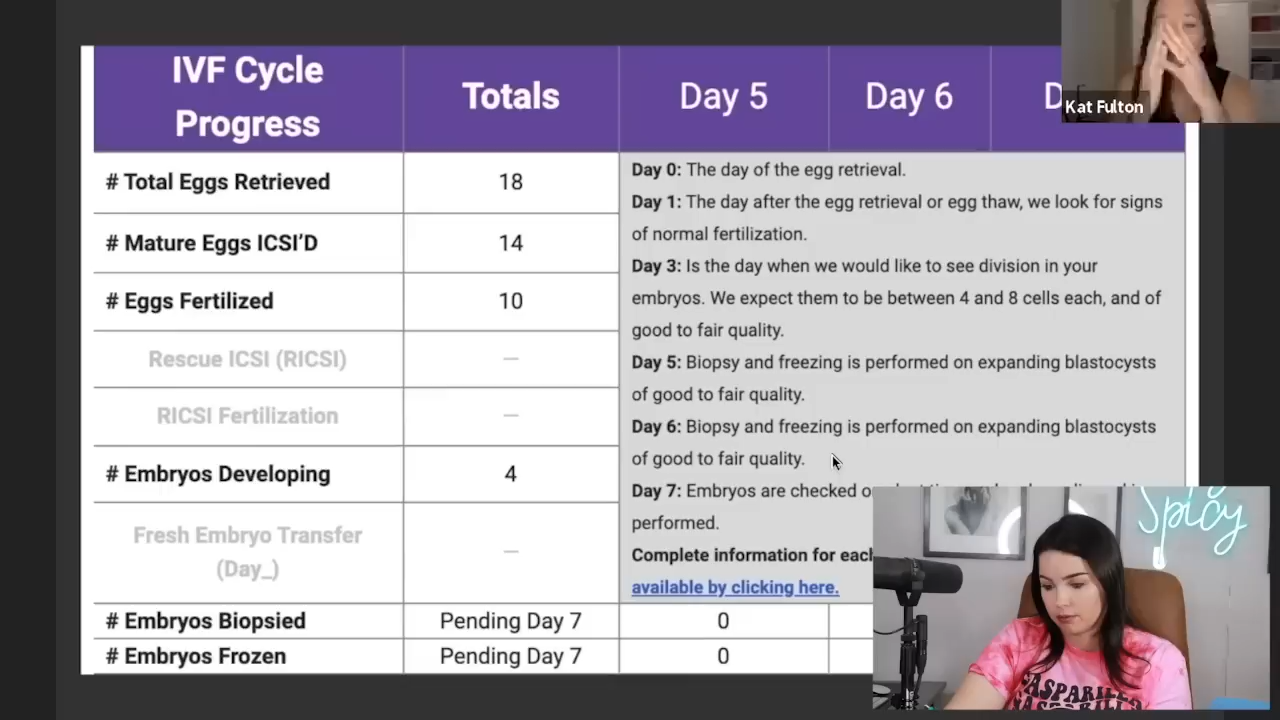 IVF Cycle
Progress
Totals
Day 5
Day 6
Kat Fulton
# Total Eggs Retrieved
18
# Mature Eggs ICSI'D
14
# Eggs Fertilized
10
Rescue ICSI (RICSI)
—
RICSI Fertilization
—
# Embryos Developing
4
Fresh Embryo Transfer
(Day_)
—
Day 0: The day of the egg retrieval.
Day 1: The day after the egg retrieval or egg thaw, we look for signs
of normal fertilization.
Day 3: Is the day when we would like to see division in your
embryos. We expect them to be between 4 and 8 cells each, and of
good to fair quality.
Day 5: Biopsy and freezing is performed on expanding blastocysts
of good to fair quality.
Day 6: Biopsy and freezing is performed on expanding blastocysts
of good to fair quality.
Day 7: Embryos are checked
performed.
Complete information for each
available by clicking here.
# Embryos Biopsied
Pending Day 7
0
# Embryos Frozen
Pending Day 7
0
Spicy
GASPARILLA
GASPARILLA